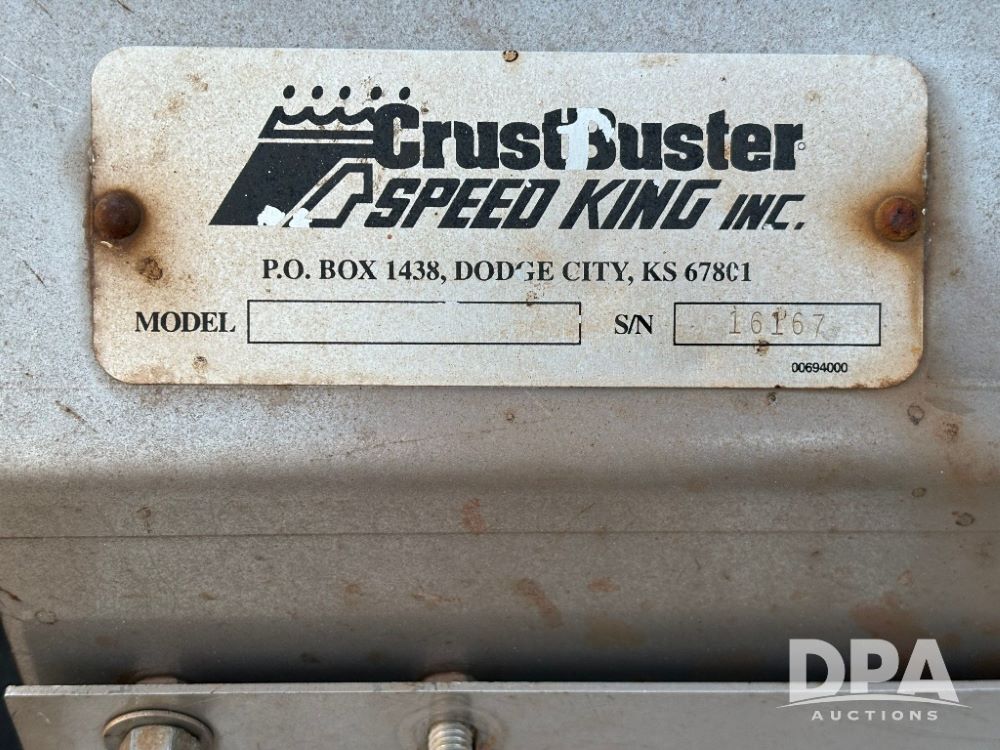 CrustBuster
SPEED KING INC.
P.O. BOX 1438, DODGE CITY, KS 67801
MODEL S/N 16167
00694000
DPA
AUCTIONS